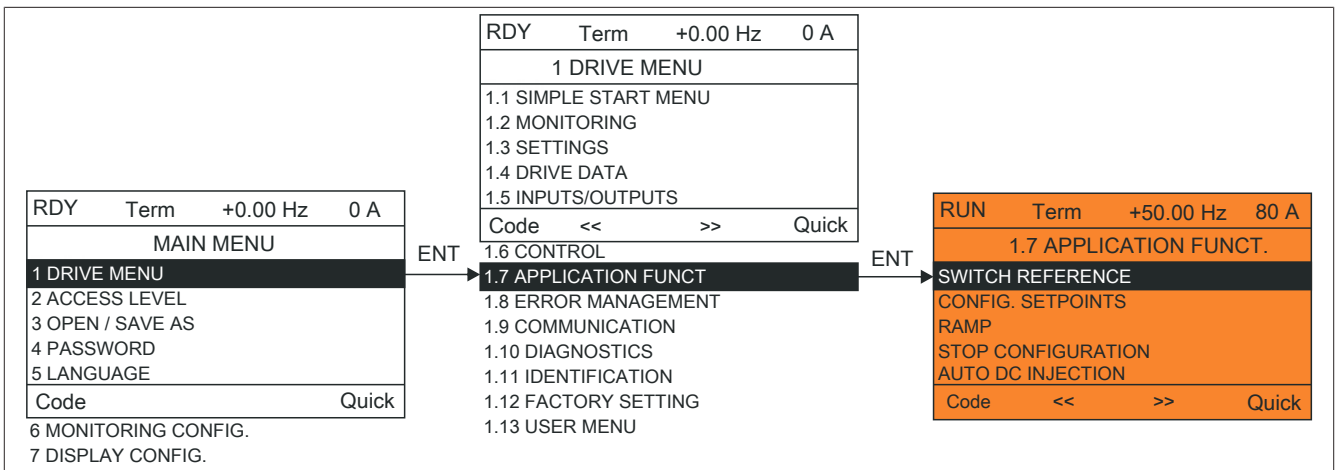 RDY Term +0.00 Hz 0 A
MAIN MENU
1 DRIVE MENU
2 ACCESS LEVEL
3 OPEN / SAVE AS
4 PASSWORD
5 LANGUAGE
Code Quick
6 MONITORING CONFIG.
7 DISPLAY CONFIG.
ENT
RDY Term +0.00 Hz 0 A
1 DRIVE MENU
1.1 SIMPLE START MENU
1.2 MONITORING
1.3 SETTINGS
1.4 DRIVE DATA
1.5 INPUTS/OUTPUTS
Code << >> Quick
1.6 CONTROL
1.7 APPLICATION FUNCT
1.8 ERROR MANAGEMENT
1.9 COMMUNICATION
1.10 DIAGNOSTICS
1.11 IDENTIFICATION
1.12 FACTORY SETTING
1.13 USER MENU
ENT
RUN Term +50.00 Hz 80 A
1.7 APPLICATION FUNCT.
SWITCH REFERENCE
CONFIG. SETPOINTS
RAMP
STOP CONFIGURATION
AUTO DC INJECTION
Code << >> Quick